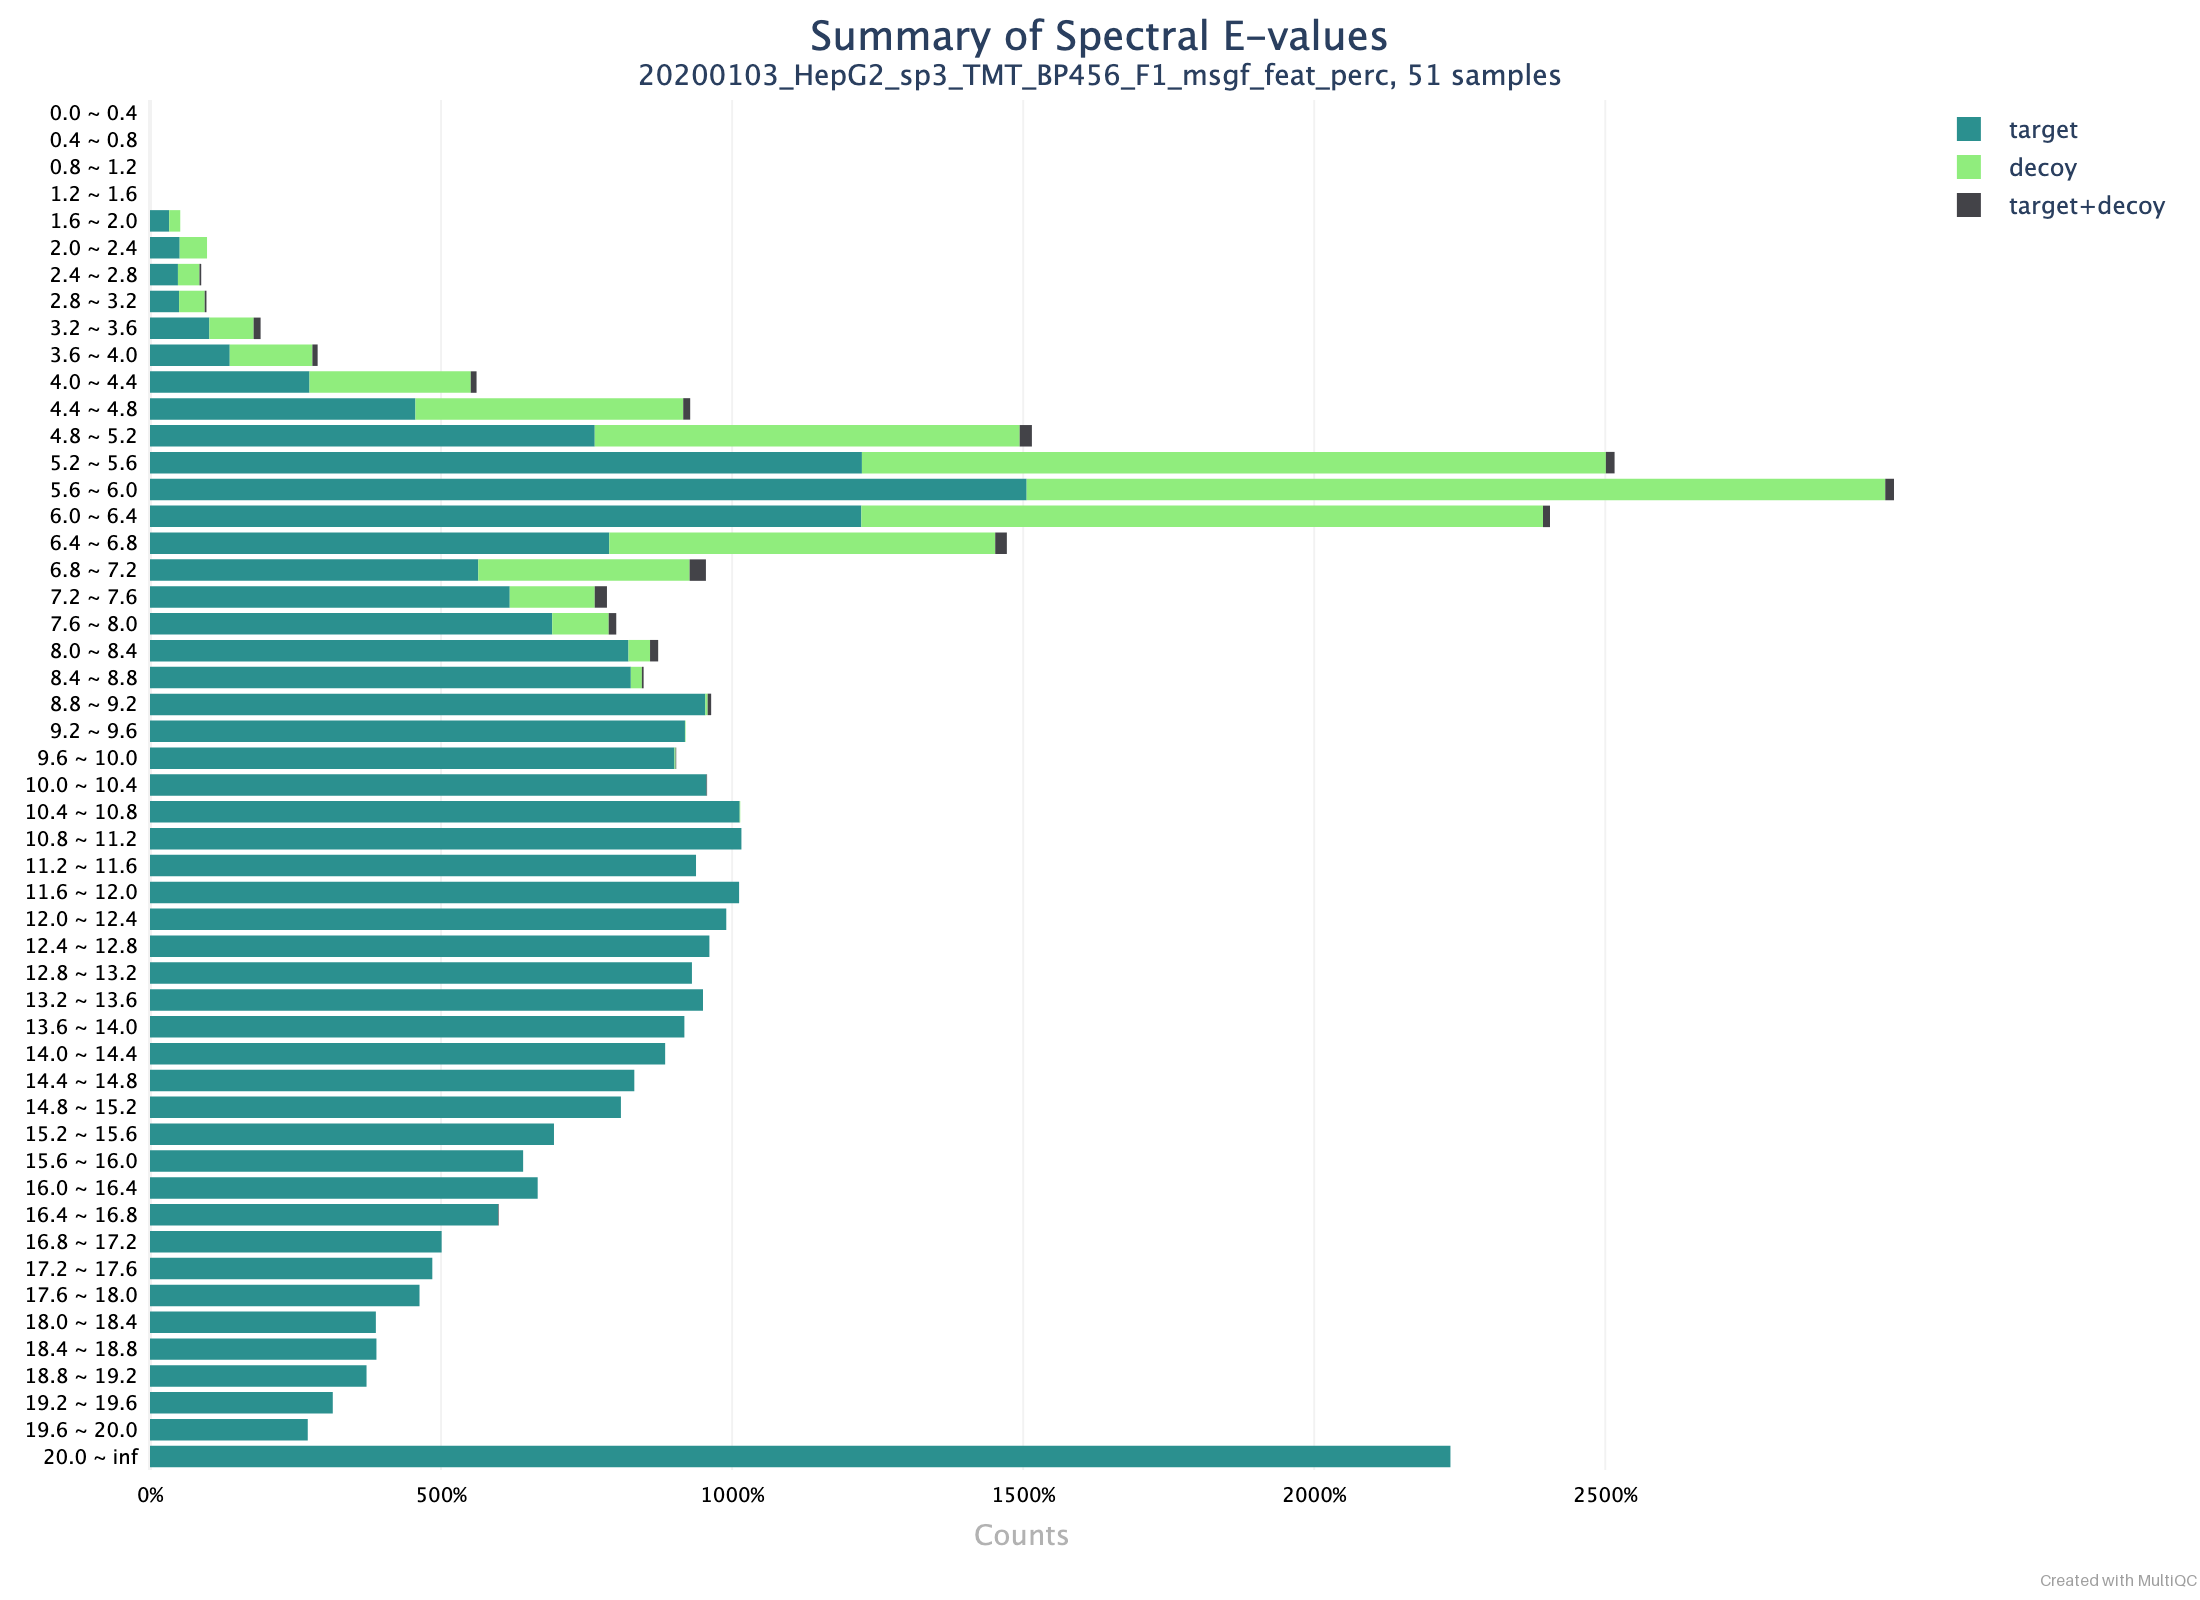 Summary of Spectral E-values
20200103_HepG2_sp3_TMT_BP456_F1_msgf_feat_perc, 51 samples
target
decoy
target+decoy
0.0 ~ 0.4
0.4 ~ 0.8
0.8 ~ 1.2
1.2 ~ 1.6
1.6 ~ 2.0
2.0 ~ 2.4
2.4 ~ 2.8
2.8 ~ 3.2
3.2 ~ 3.6
3.6 ~ 4.0
4.0 ~ 4.4
4.4 ~ 4.8
4.8 ~ 5.2
5.2 ~ 5.6
5.6 ~ 6.0
6.0 ~ 6.4
6.4 ~ 6.8
6.8 ~ 7.2
7.2 ~ 7.6
7.6 ~ 8.0
8.0 ~ 8.4
8.4 ~ 8.8
8.8 ~ 9.2
9.2 ~ 9.6
9.6 ~ 10.0
10.0 ~ 10.4
10.4 ~ 10.8
10.8 ~ 11.2
11.2 ~ 11.6
11.6 ~ 12.0
12.0 ~ 12.4
12.4 ~ 12.8
12.8 ~ 13.2
13.2 ~ 13.6
13.6 ~ 14.0
14.0 ~ 14.4
14.4 ~ 14.8
14.8 ~ 15.2
15.2 ~ 15.6
15.6 ~ 16.0
16.0 ~ 16.4
16.4 ~ 16.8
16.8 ~ 17.2
17.2 ~ 17.6
17.6 ~ 18.0
18.0 ~ 18.4
18.4 ~ 18.8
18.8 ~ 19.2
19.2 ~ 19.6
19.6 ~ 20.0
20.0 ~ inf
0% 500% 1000% 1500% 2000% 2500%
Counts
Created with MultiQC